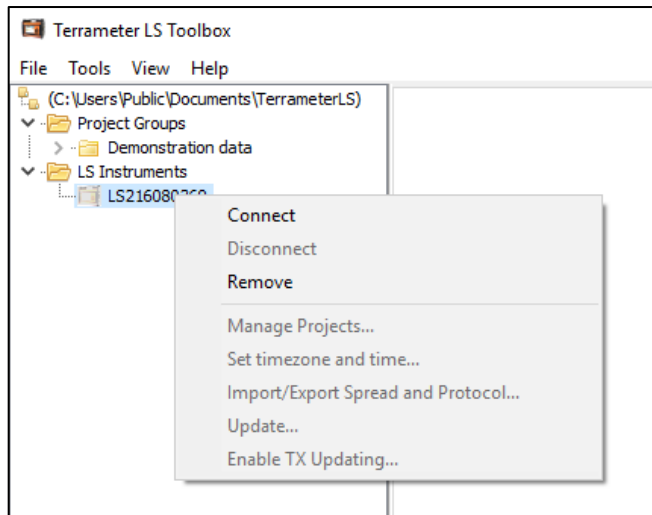 Terrameter LS Toolbox
File Tools View Help
(C:\Users\Public\Documents\TerrameterLS)
Project Groups
Demonstration data
LS Instruments
LS216080260
Connect
Disconnect
Remove
Manage Projects...
Set timezone and time...
Import/Export Spread and Protocol...
Update...
Enable TX Updating...